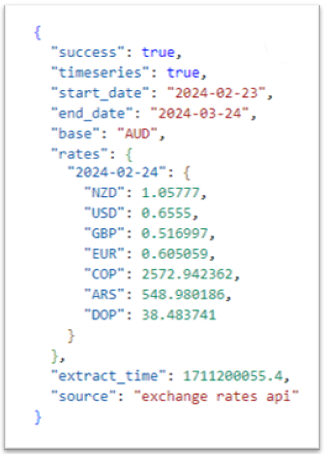 {
"success": true,
"timeseries": true,
"start_date": "2024-02-23",
"end_date": "2024-03-24",
"base": "AUD",
"rates": {
"2024-02-24": {
"NZD": 1.05777,
"USD": 0.6555,
"GBP": 0.516997,
"EUR": 0.605059,
"COP": 2572.942362,
"ARS": 548.980186,
"DOP": 38.483741
}
},
"extract_time": 1711200055.4,
"source": "exchange rates api"
}